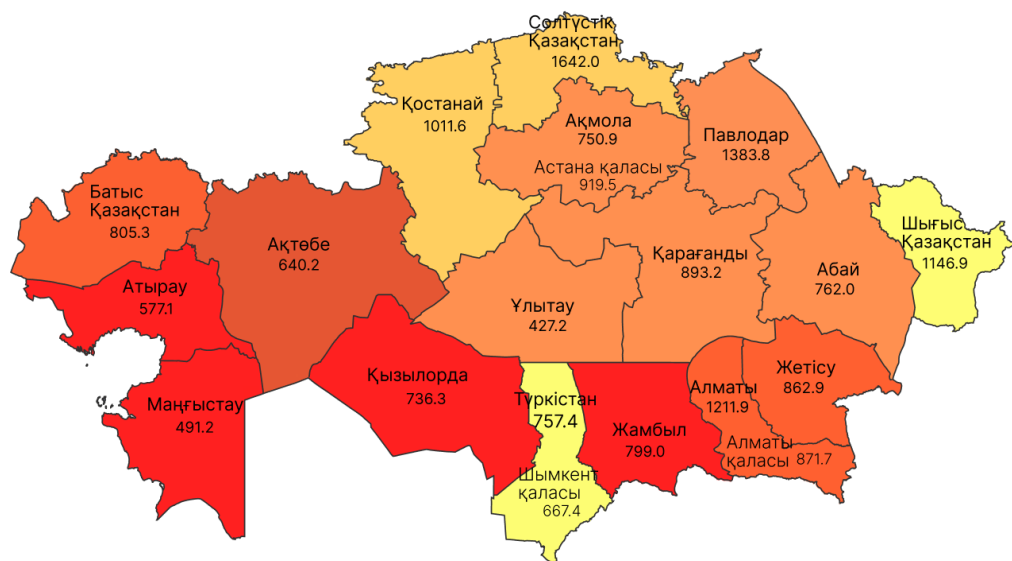 Солтүстік
Қазақстан
1642.0
Қостанай
1011.6
Ақмола
750.9
Астана қаласы
919.5
Павлодар
1383.8
Батыс
Қазақстан
805.3
Ақтөбе
640.2
Атырау
577.1
Маңғыстау
491.2
Қызылорда
736.3
Ұлытау
427.2
Қарағанды
893.2
Абай
762.0
Шығыс
Қазақстан
1146.9
Түркістан
757.4
Шымкент
қаласы
667.4
Жамбыл
799.0
Алматы
1211.9
Жетісу
862.9
Алматы
қаласы 871.7